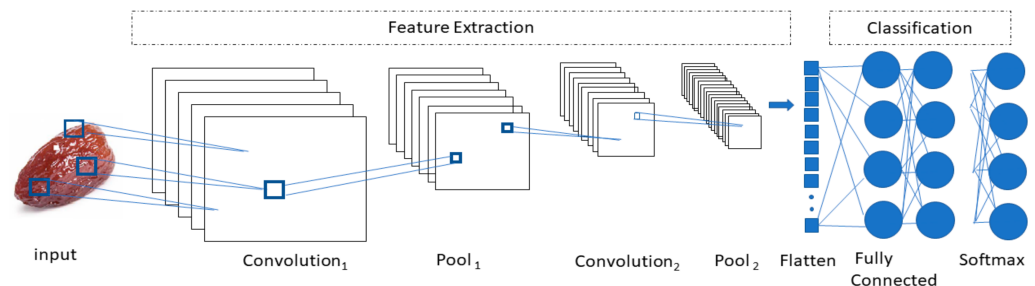 Feature Extraction
Classification
input
Convolution₁
Pool ₁
Convolution₂
Pool ₂
Flatten
Fully
Connected
Softmax